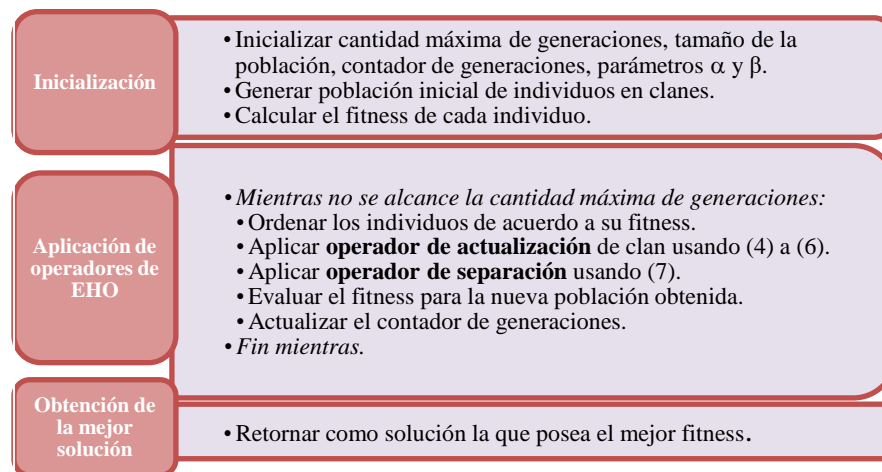 Inicialización
• Inicializar cantidad máxima de generaciones, tamaño de la
población, contador de generaciones, parámetros α y β.
• Generar población inicial de individuos en clanes.
• Calcular el fitness de cada individuo.
Aplicación de
operadores de
EHO
• Mientras no se alcance la cantidad máxima de generaciones:
• Ordenar los individuos de acuerdo a su fitness.
• Aplicar operador de actualización de clan usando (4) a (6).
• Aplicar operador de separación usando (7).
• Evaluar el fitness para la nueva población obtenida.
• Actualizar el contador de generaciones.
• Fin mientras.
Obtención de
la mejor
solución
• Retornar como solución la que posea el mejor fitness.